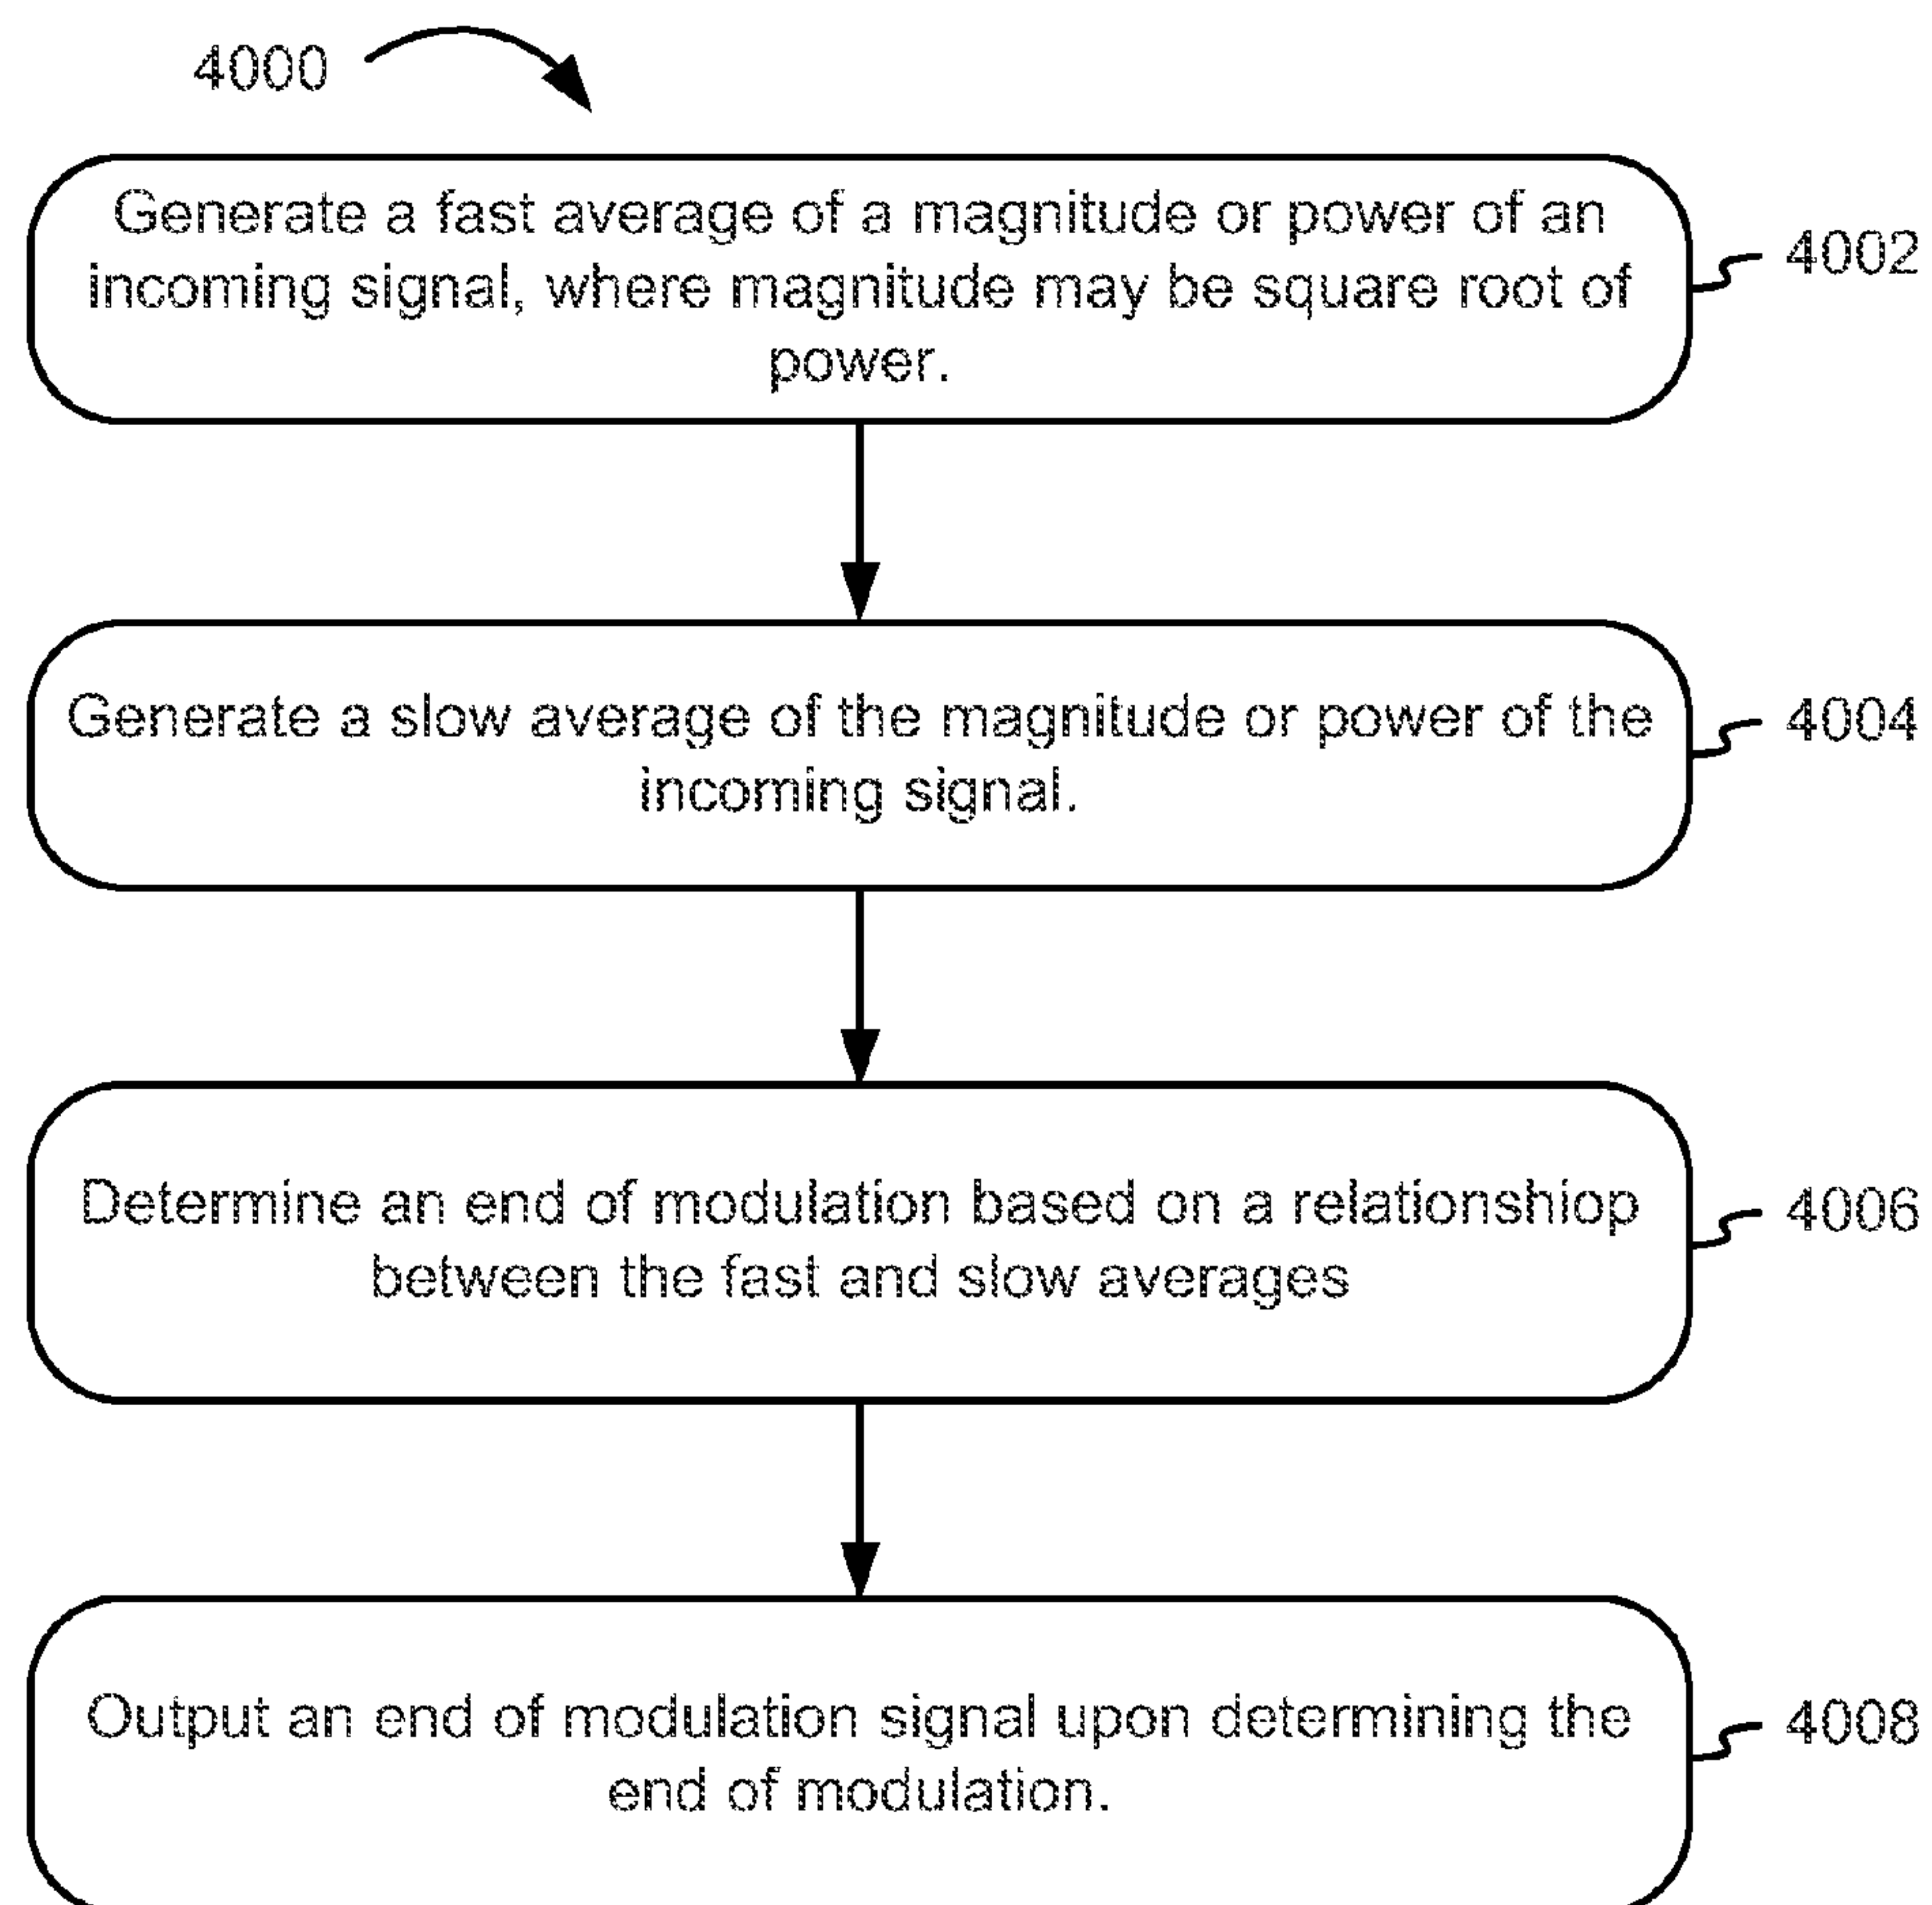 4000
Generate a fast average of a magnitude or power of an
incoming signal, where magnitude may be square root of
power.
4002
Generate a slow average of the magnitude or power of the
incoming signal.
4004
Determine an end of modulation based on a relationshiop
between the fast and slow averages
4006
Output an end of modulation signal upon determining the
end of modulation.
4008